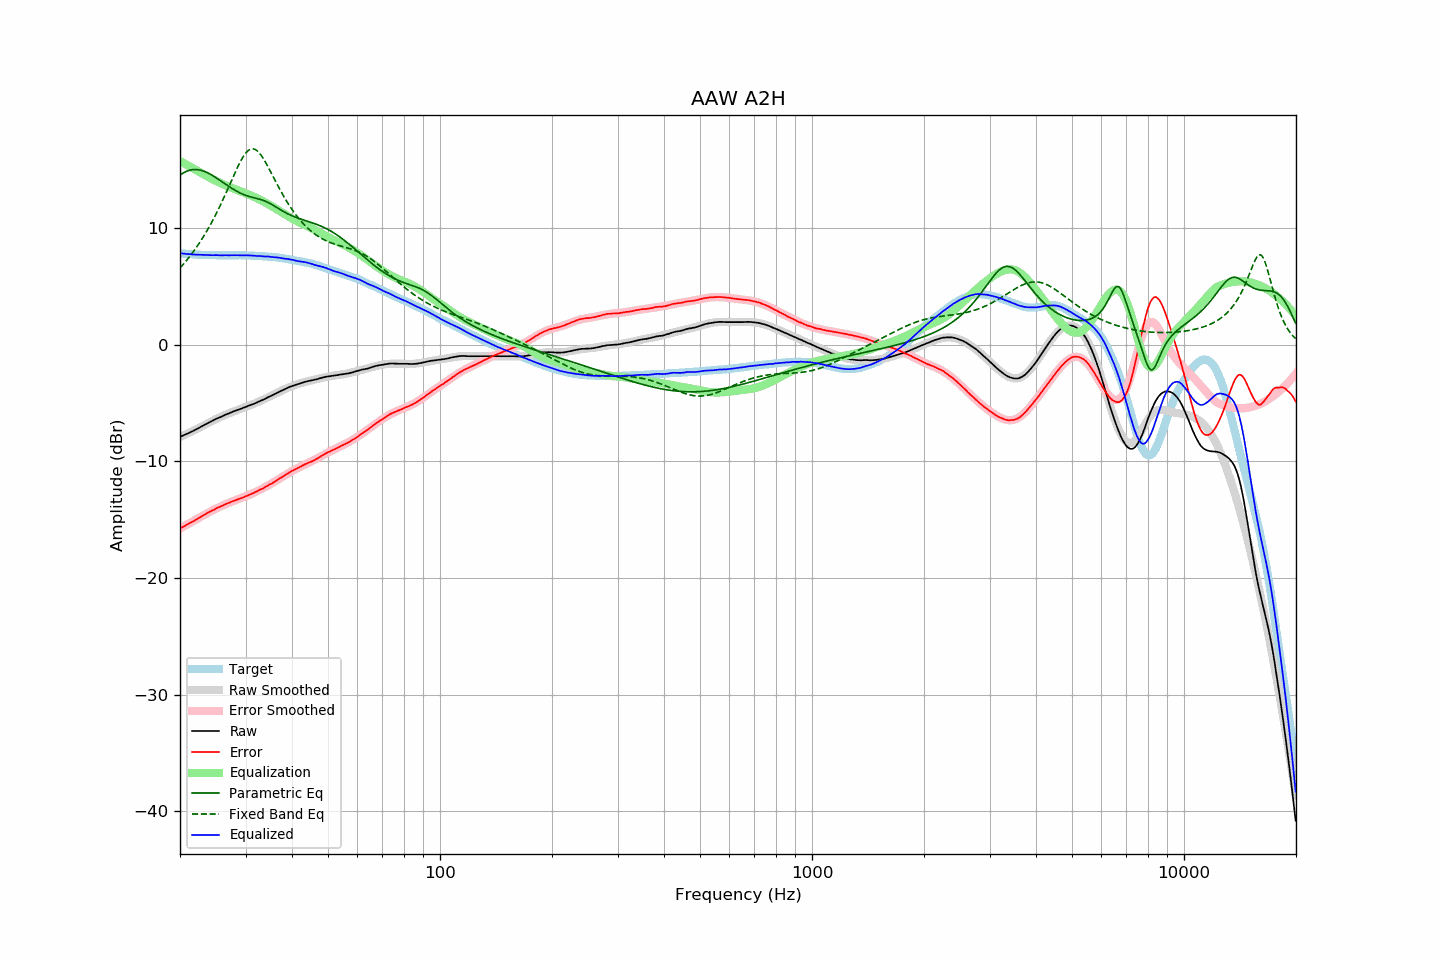 AAW A2H
10
0
−10
−20
−30
−40
Amplitude (dBr)
Target
Raw Smoothed
Error Smoothed
Raw
Error
Equalization
Parametric Eq
Fixed Band Eq
Equalized
100
1000
10000
Frequency (Hz)